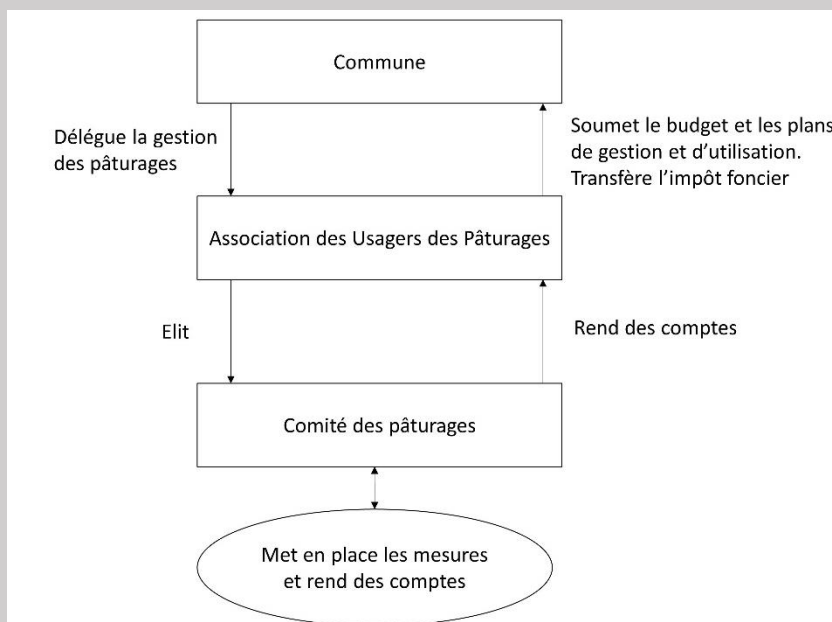 Commune
Délégue la gestion
des pâturages
Soumet le budget et les plans
de gestion et d’utilisation.
Transfère l’impôt foncier
Association des Usagers des Pâturages
Elit
Rend des comptes
Comité des pâturages
Met en place les mesures
et rend des comptes